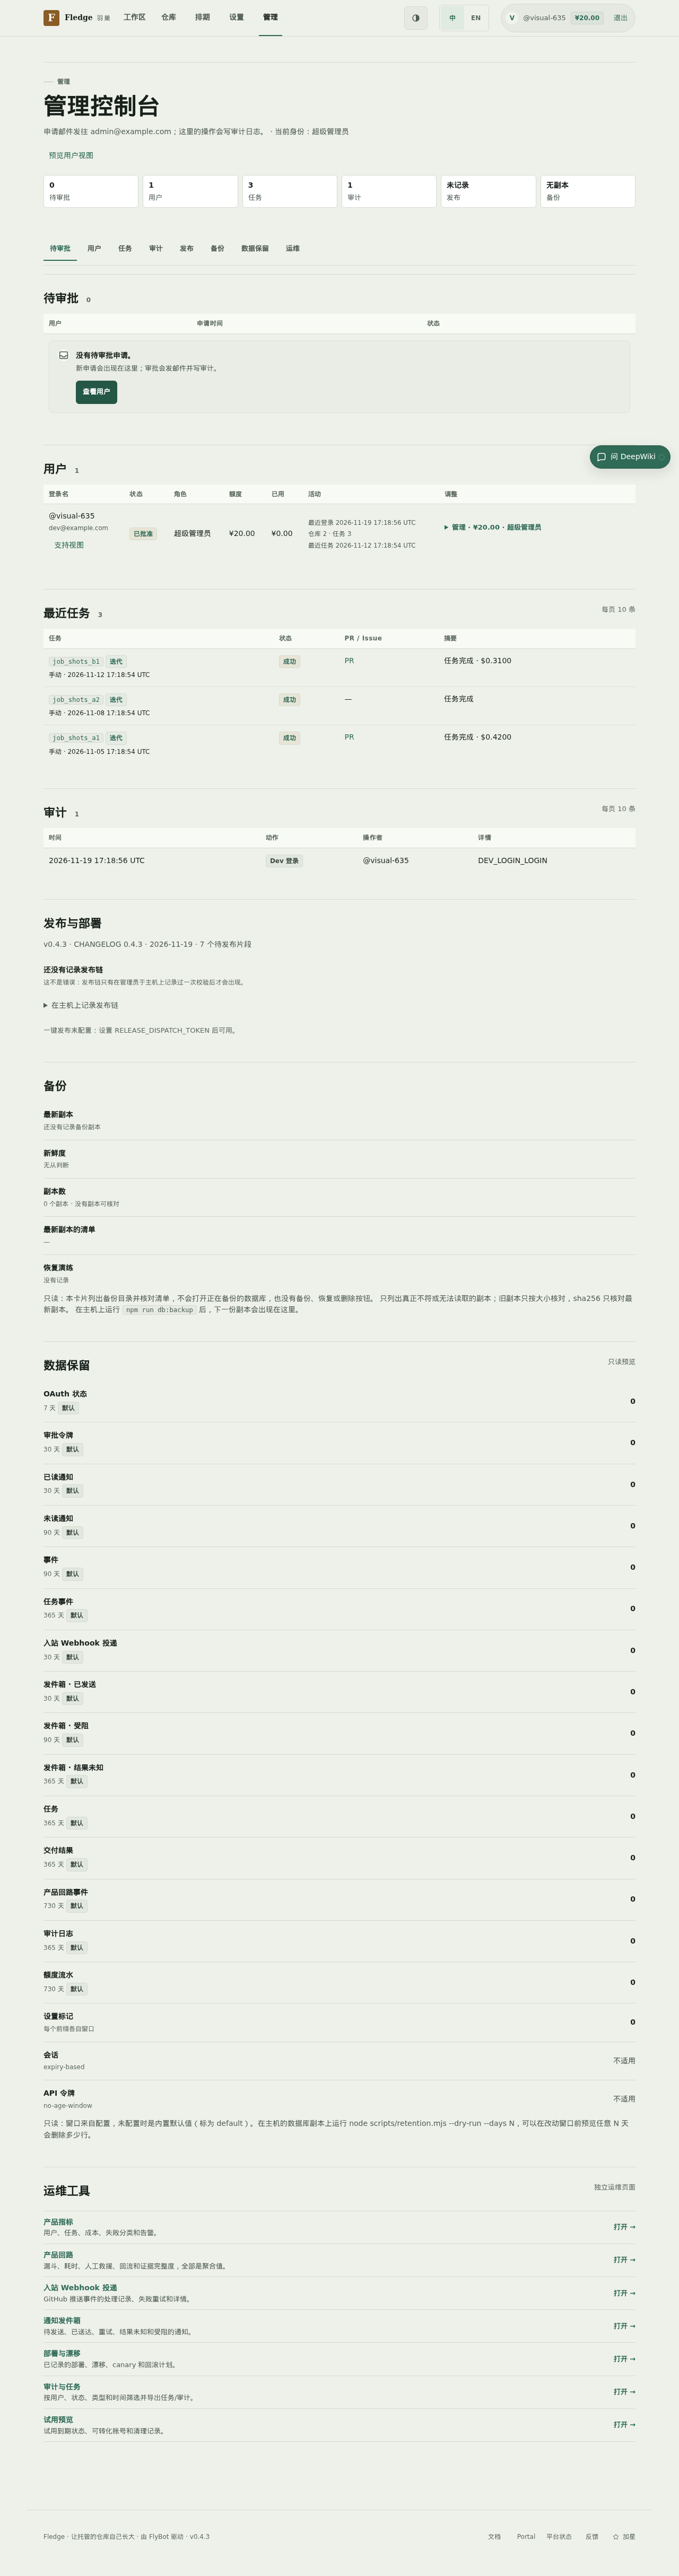 F Fledge 羽量 工作区 仓库 排期 设置 管理 中 EN V @visual-635 ¥20.00 退出
管理
管理控制台
申请邮件发往 admin@example.com；这里的操作会写审计日志。 · 当前身份：超级管理员
预览用户视图
0 1 3 1 未记录 无副本
待审批 用户 任务 审计 发布 备份
待审批 用户 任务 审计 发布 备份 数据保留 运维
待审批 0
用户 申请时间 状态
没有待审批申请。
新申请会出现在这里；审批会发邮件并写审计。
查看用户
问 DeepWiki
用户 1
登录名 状态 角色 额度 已用 活动 调整
@visual-635
dev@example.com
支持视图
已批准 超级管理员 ¥20.00 ¥0.00
最近登录 2026-11-19 17:18:56 UTC
仓库 2 · 任务 3
最近任务 2026-11-12 17:18:54 UTC
▶ 管理 · ¥20.00 · 超级管理员
最近任务 3 每页 10 条
任务 状态 PR / Issue 摘要
job_shots_b1 迭代 成功 PR 任务完成 · $0.3100
手动 · 2026-11-12 17:18:54 UTC
job_shots_a2 迭代 成功 — 任务完成
手动 · 2026-11-08 17:18:54 UTC
job_shots_a1 迭代 成功 PR 任务完成 · $0.4200
手动 · 2026-11-05 17:18:54 UTC
审计 1 每页 10 条
时间 动作 操作者 详情
2026-11-19 17:18:56 UTC Dev 登录 @visual-635 DEV_LOGIN_LOGIN
发布与部署
v0.4.3 · CHANGELOG 0.4.3 · 2026-11-19 · 7 个待发布片段
还没有记录发布链
这不是错误：发布链只有在管理员于主机上记录过一次校验后才会出现。
▶ 在主机上记录发布链
一键发布未配置：设置 RELEASE_DISPATCH_TOKEN 后可用。
备份
最新副本
还没有记录备份副本
新鲜度
无从判断
副本数
0 个副本 · 没有副本可核对
最新副本的清单
—
恢复演练
没有记录
只读：本卡片列出备份目录并核对清单，不会打开正在备份的数据库，也没有备份、恢复或删除按钮。 只列出真正不符或无法读取的副本；旧副本只按大小核对，sha256 只核对最
新副本。 在主机上运行 npm run db:backup 后，下一份副本会出现在这里。
数据保留 只读预览
OAuth 状态
7 天 默认 0
审批令牌
30 天 默认 0
已读通知
30 天 默认 0
未读通知
90 天 默认 0
事件
90 天 默认 0
任务事件
365 天 默认 0
入站 Webhook 投递
30 天 默认 0
发件箱 · 已发送
30 天 默认 0
发件箱 · 受阻
90 天 默认 0
发件箱 · 结果未知
365 天 默认 0
任务
365 天 默认 0
交付结果
365 天 默认 0
产品回路事件
730 天 默认 0
审计日志
365 天 默认 0
额度流水
730 天 默认 0
设置标记
每个前缀各自窗口 0
会话
expiry-based 不适用
API 令牌
no-age-window 不适用
只读：窗口来自配置，未配置时是内置默认值（标为 default）。在主机的数据库副本上运行 node scripts/retention.mjs --dry-run --days N，可以在改动窗口前预览任意 N 天
会删除多少行。
运维工具 独立运维页面
产品指标
用户、任务、成本、失败分类和告警。 打开 →
产品回路
漏斗、耗时、人工救援、回流和证据完整度，全部是聚合值。 打开 →
入站 Webhook 投递
GitHub 推送事件的处理记录、失败重试和详情。 打开 →
通知发件箱
待发送、已送达、重试、结果未知和受阻的通知。 打开 →
部署与漂移
已记录的部署、漂移、canary 和回滚计划。 打开 →
审计与任务
按用户、状态、类型和时间筛选并导出任务/审计。 打开 →
试用预览
试用到期状态、可转化账号和清理记录。 打开 →
Fledge · 让托管的仓库自己长大 · 由 FlyBot 驱动 · v0.4.3 文档 Portal 平台状态 反馈 加星